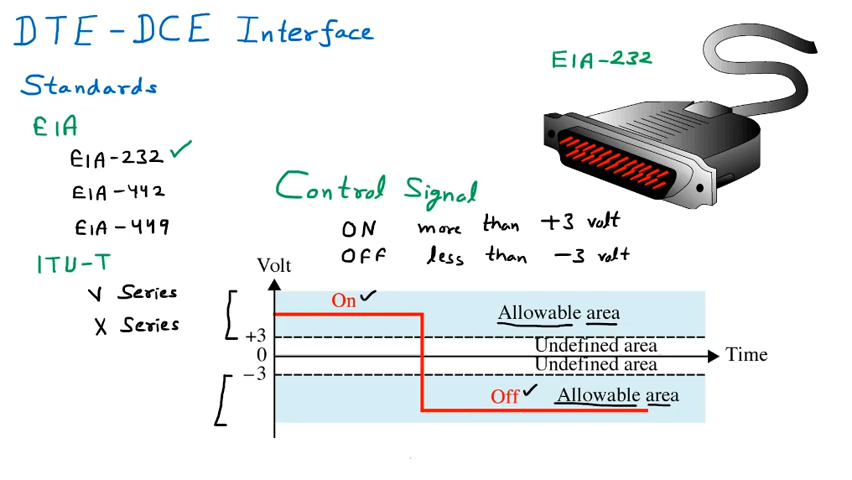 DTE-DCE Interface
EIA-232
Standards
EIA
EIA-232
EIA-442
EIA-449
ITU-T
V Series
X Series
Control Signal
ON more than +3 volt
OFF less than -3 volt
Volt
On
Allowable area
+3
Undefined area
0
Time
Undefined area
-3
Off
Allowable area